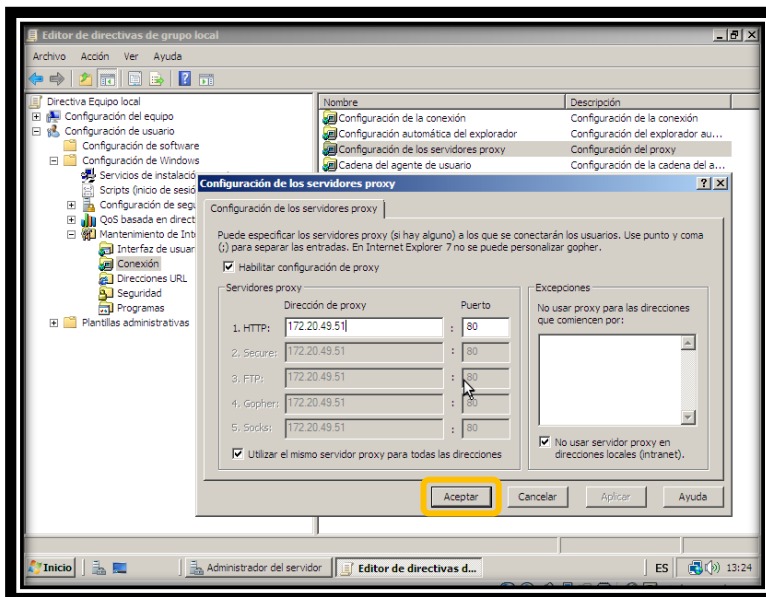 Editor de directivas de grupo local
Archivo Acción Ver Ayuda
Directiva Equipo local
Configuración del equipo
Configuración de usuario
Configuración de software
Configuración de Windows
Servicios de instalació
Scripts (inicio de sesió
Configuración de segu
QoS basada en direct
Mantenimiento de Int
Interfaz de usuar
Conexión
Direcciones URL
Seguridad
Programas
Plantillas administrativas
Nombre Descripción
Configuración de la conexión Configuración de la conexión
Configuración automática del explorador Configuración del explorador au...
Configuración de los servidores proxy Configuración del proxy
Cadena del agente de usuario Configuración de la cadena del a...
Configuración de los servidores proxy
Configuración de los servidores proxy
Puede especificar los servidores proxy (si hay alguno) a los que se conectarán los usuarios. Use punto y coma
(;) para separar las entradas. En Internet Explorer 7 no se puede personalizar gopher.
Habilitar configuración de proxy
Servidores proxy
Dirección de proxy Puerto
1. HTTP: 172.20.49.51 : 80
2. Secure: 172.20.49.51 : 80
3. FTP: 172.20.49.51 : 80
4. Gopher: 172.20.49.51 : 80
5. Socks: 172.20.49.51 : 80
Utilizar el mismo servidor proxy para todas las direcciones
Excepciones
No usar proxy para las direcciones
que comiencen por:
No usar servidor proxy en
direcciones locales (intranet).
Aceptar Cancelar Aplicar Ayuda
Inicio Administrador del servidor Editor de directivas d... ES 13:24